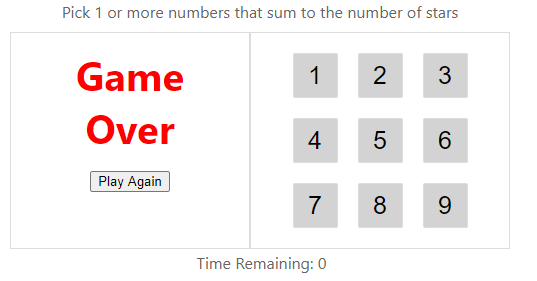 Pick 1 or more numbers that sum to the number of stars
Game
Over
Play Again
1 2 3
4 5 6
7 8 9
Time Remaining: 0